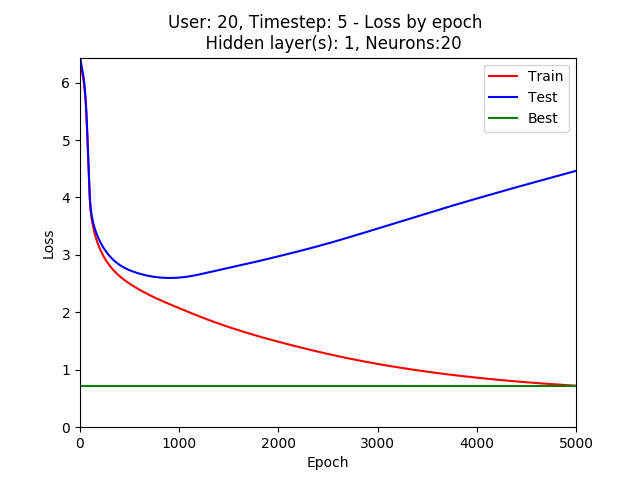 User: 20, Timestep: 5 - Loss by epoch
Hidden layer(s): 1, Neurons:20
Train
Test
Best
6
5
4
3
2
1
0
Loss
0 1000 2000 3000 4000 5000
Epoch